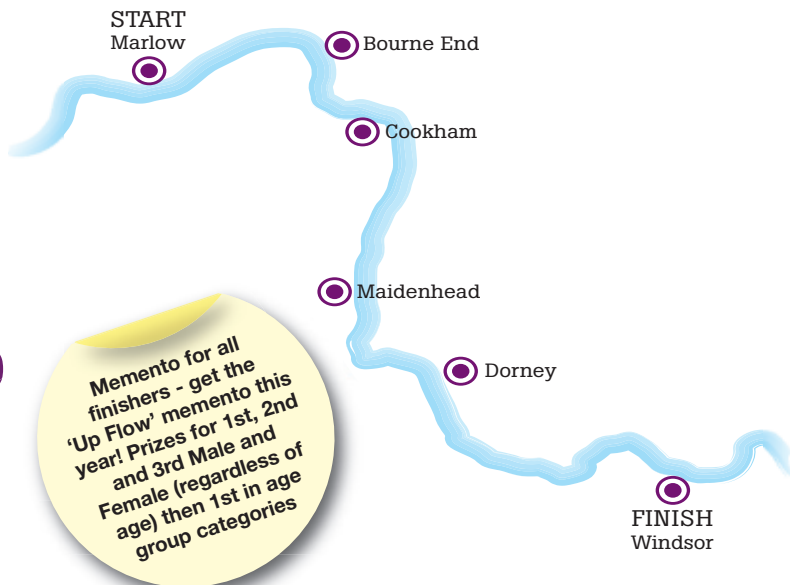 START
Marlow
Bourne End
Cookham
Maidenhead
Dorney
FINISH
Windsor
Memento for all
finishers - get the
‘Up Flow’ memento this
year! Prizes for 1st, 2nd
and 3rd Male and
Female (regardless of
age) then 1st in age
group categories